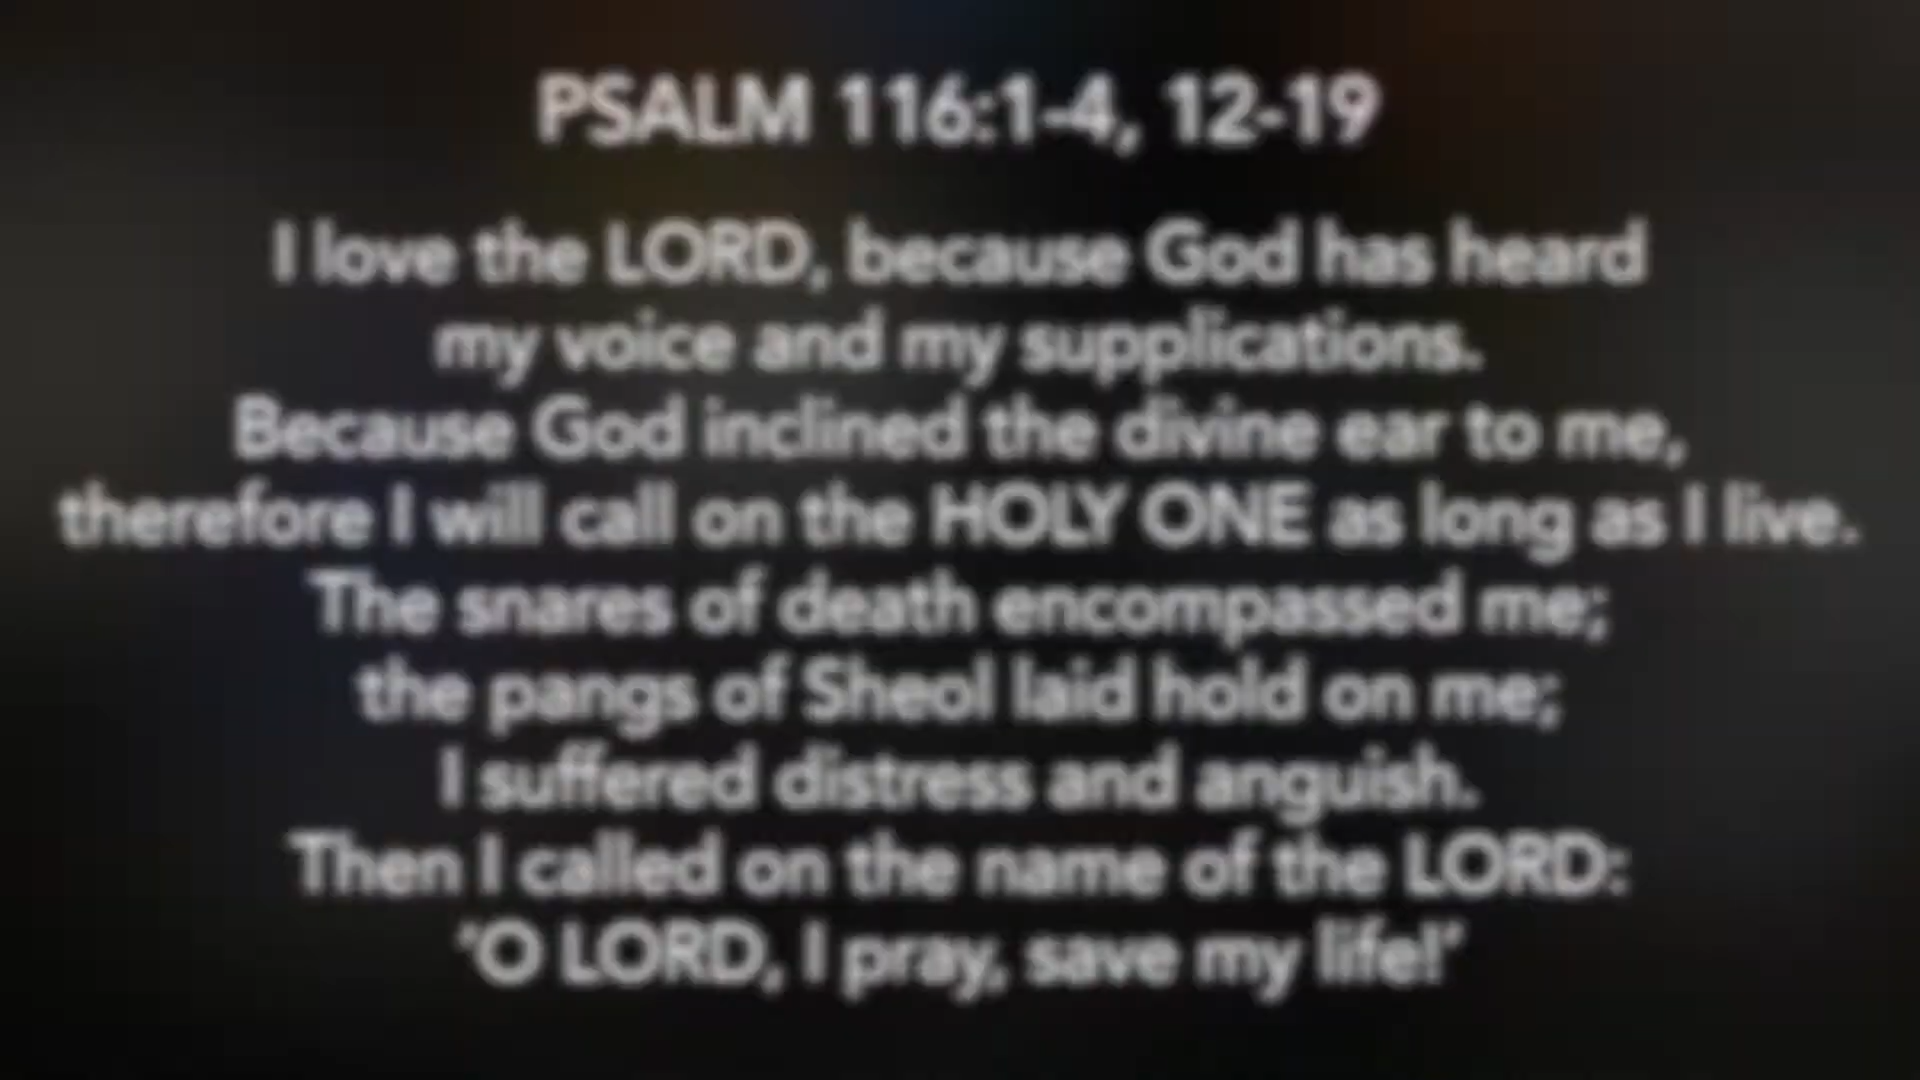 PSALM 116:1-4, 12-19
I love the LORD, because God has heard
my voice and my supplications.
Because God inclined the divine ear to me,
therefore I will call on the HOLY ONE as long as I live.
The snares of death encompassed me;
the pangs of Sheol laid hold on me;
I suffered distress and anguish.
Then I called on the name of the LORD:
‘O LORD, I pray, save my life!’